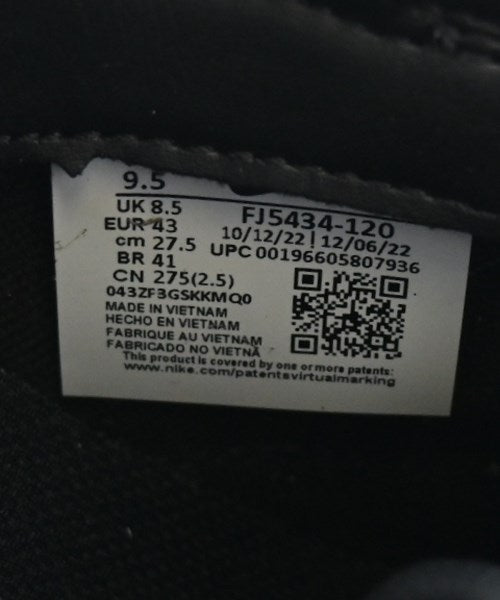 9.5
UK 8.5
EUR 43
cm 27.5
BR 41
CN 275(2.5)
FJ5434-120
10/12/22 | 12/06/22
UPC 00196605807936
043ZF3GSKKMQ0
MADE IN VIETNAM
HECHO EN VIETNAM
FABRIQUE AU VIETNAM
FABRICADO NO VIETNÃ
This product is covered by one or more patents:
www.nike.com/patentsvirtualmarking